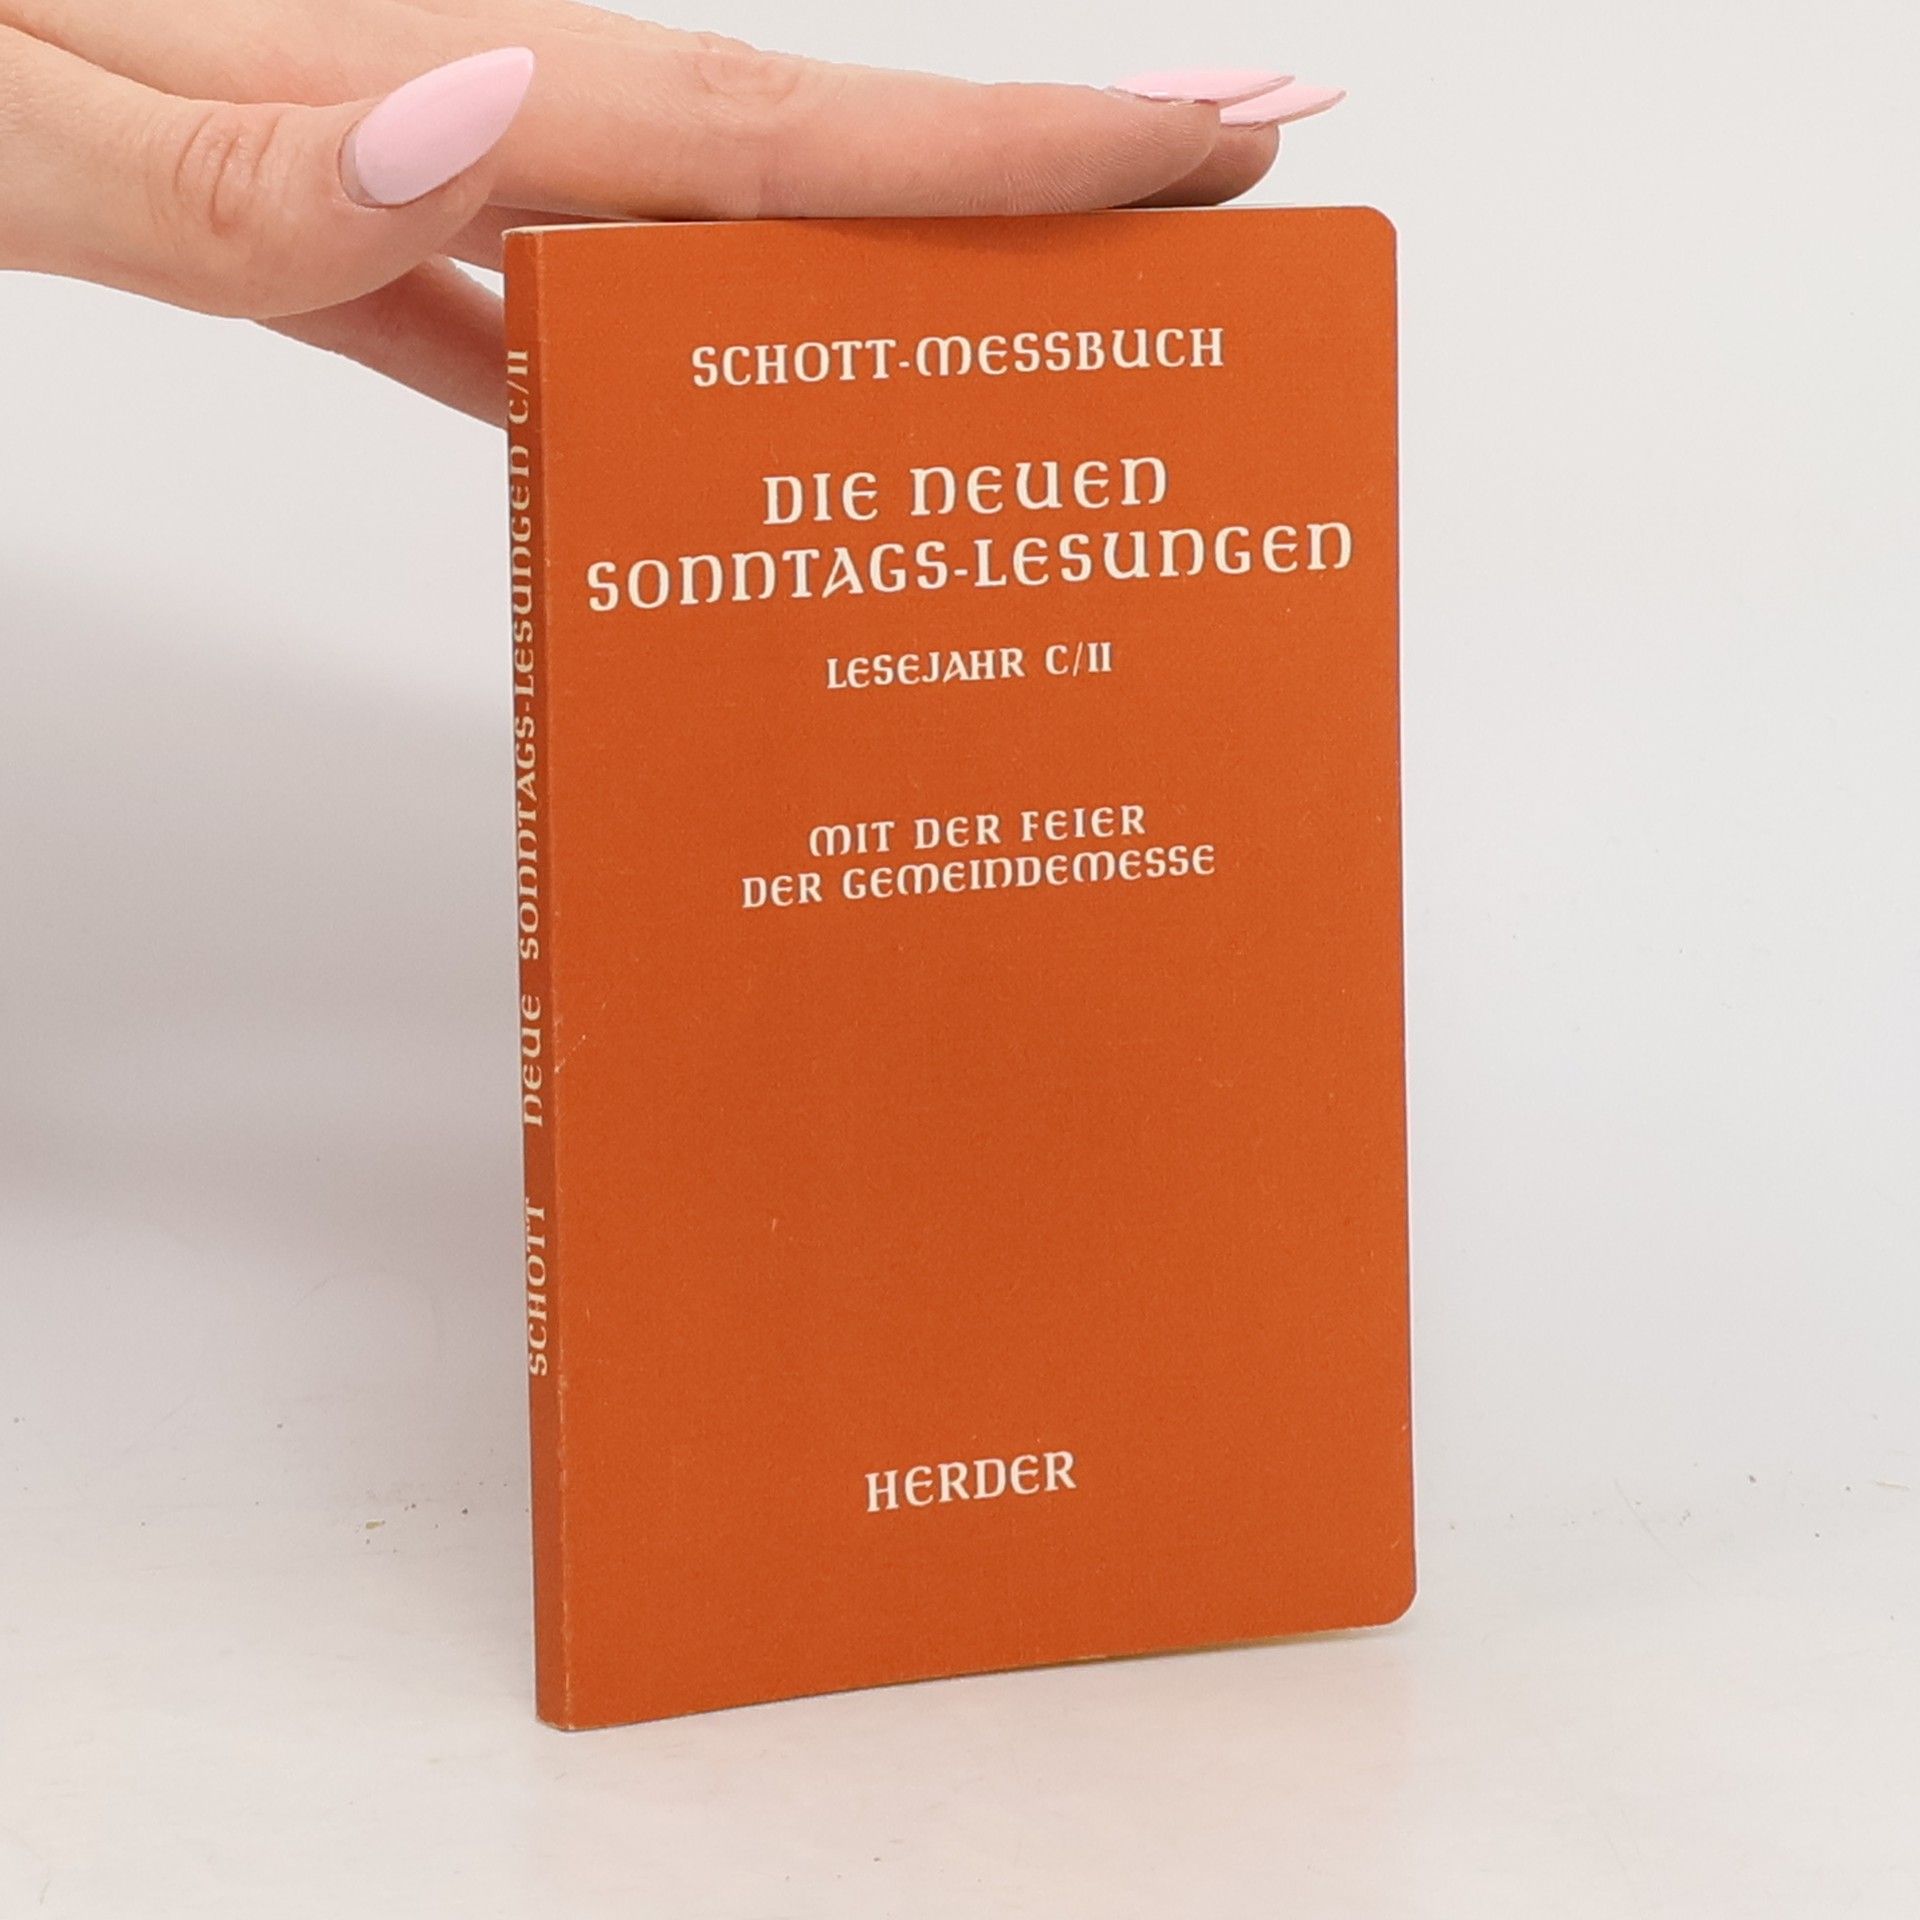 SCHOTT-MESSBUCH
DIE NEUEN
SONNTAGS-LESUNGEN
LESEJAHR C/II
MIT DER FEIER
DER GEMEINDEMESSE
HERDER
SCHOTT NEUE SONNTAGS-LESUNGEN C/II